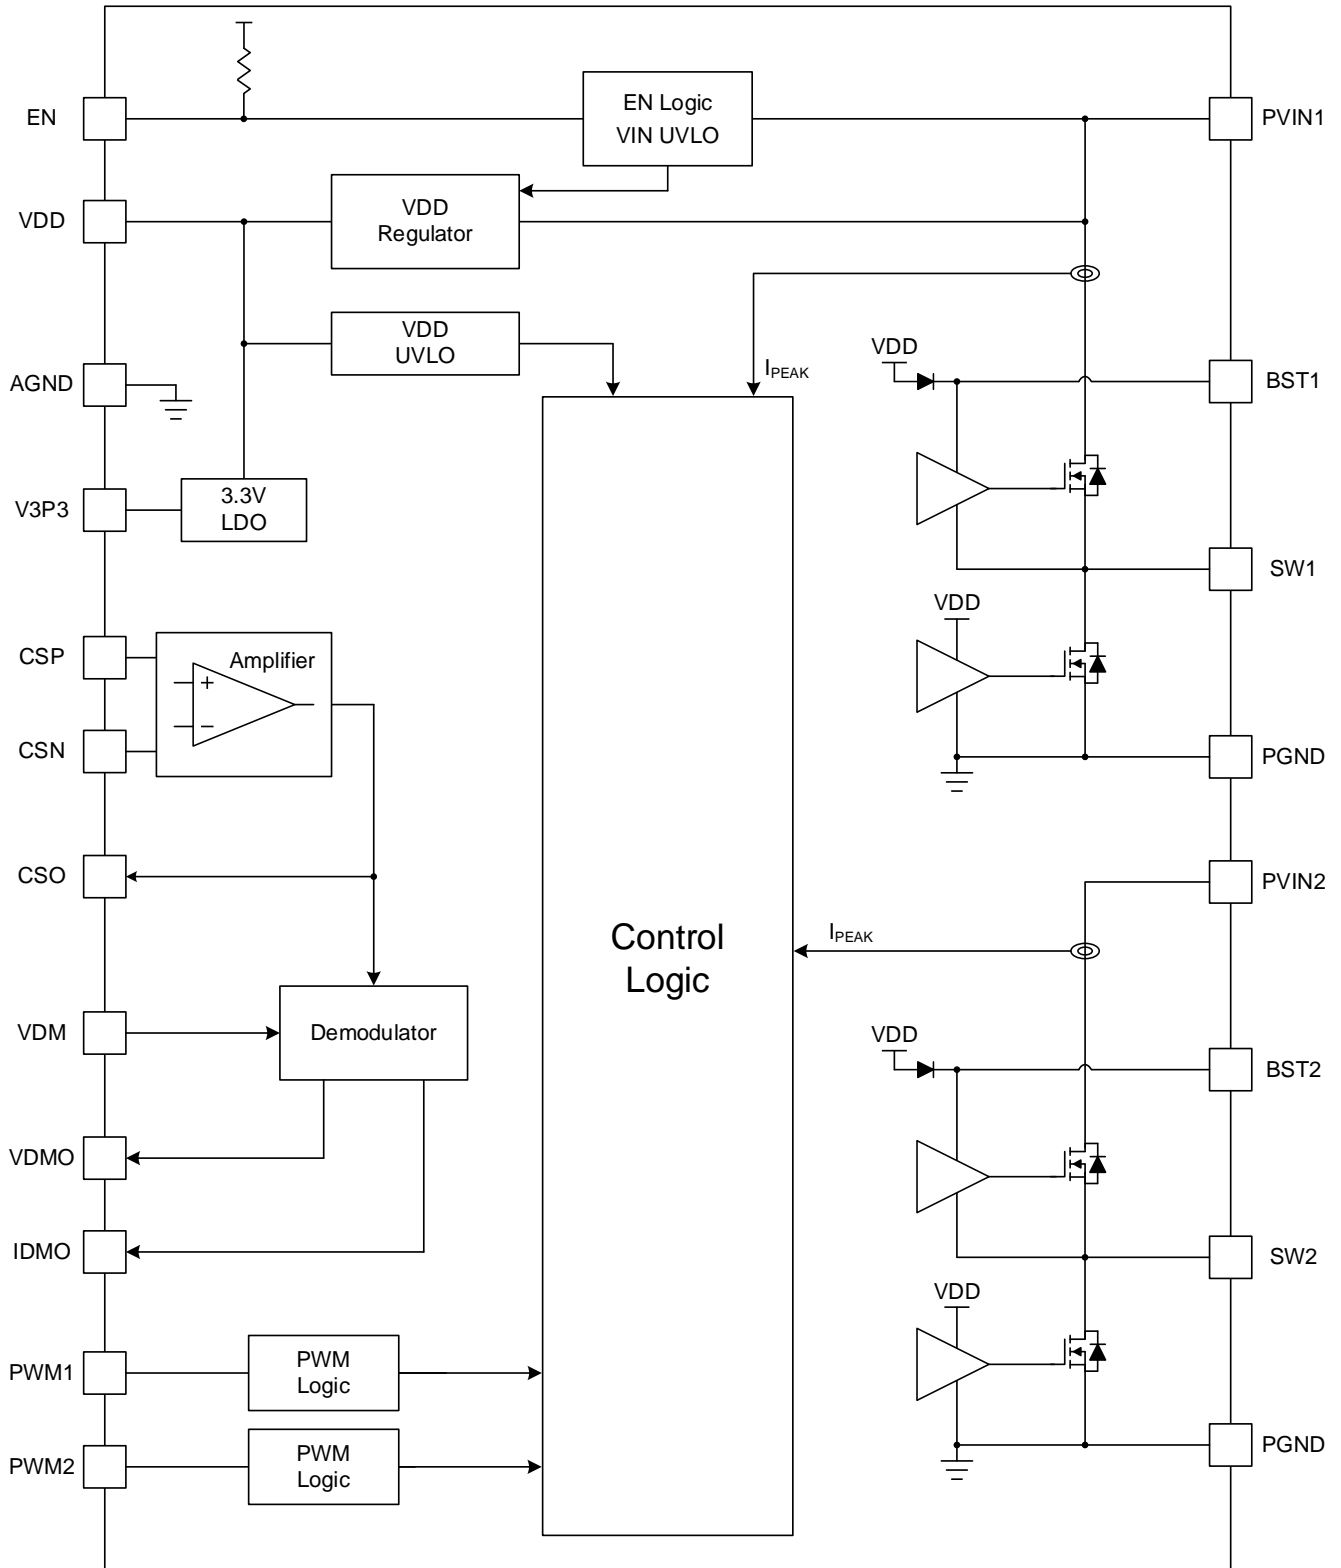 EN
EN Logic
VIN UVLO
PVIN1
VDD
VDD
Regulator
VDD
UVLO
IPEAK
VDD
AGND
BST1
V3P3
3.3V
LDO
SW1
VDD
CSP
Amplifier
+
−
CSN
PGND
CSO
PVIN2
Control
Logic
IPEAK
VDM
Demodulator
VDD
BST2
VDMO
IDMO
SW2
VDD
PWM1
PWM
Logic
PWM2
PWM
Logic
PGND